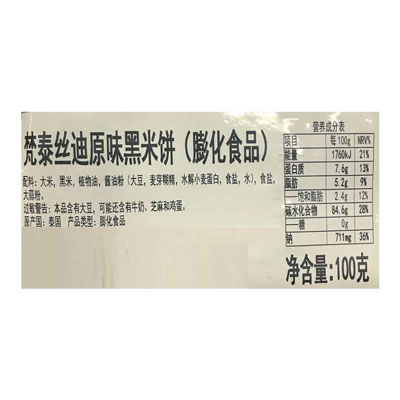 梵泰丝迪原味黑米饼（膨化食品）
配料：大米，黑米，植物油，酱油粉（大豆，麦芽糊精，水解小麦蛋白，食盐，水），食盐，
大蒜粉。
过敏警告：本品含有大豆，可能还含有牛奶、芝麻和鸡蛋。
原产国：泰国 产品类型：膨化食品
营养成分表
项目 每 100g NRV%
能量 1760kJ 21%
蛋白质 7.6g 13%
脂肪 5.2g 9%
—饱和脂肪 2.4g 12%
碳水化合物 84.6g 28%
—糖 0g
钠 711mg 36%
净含量:100克